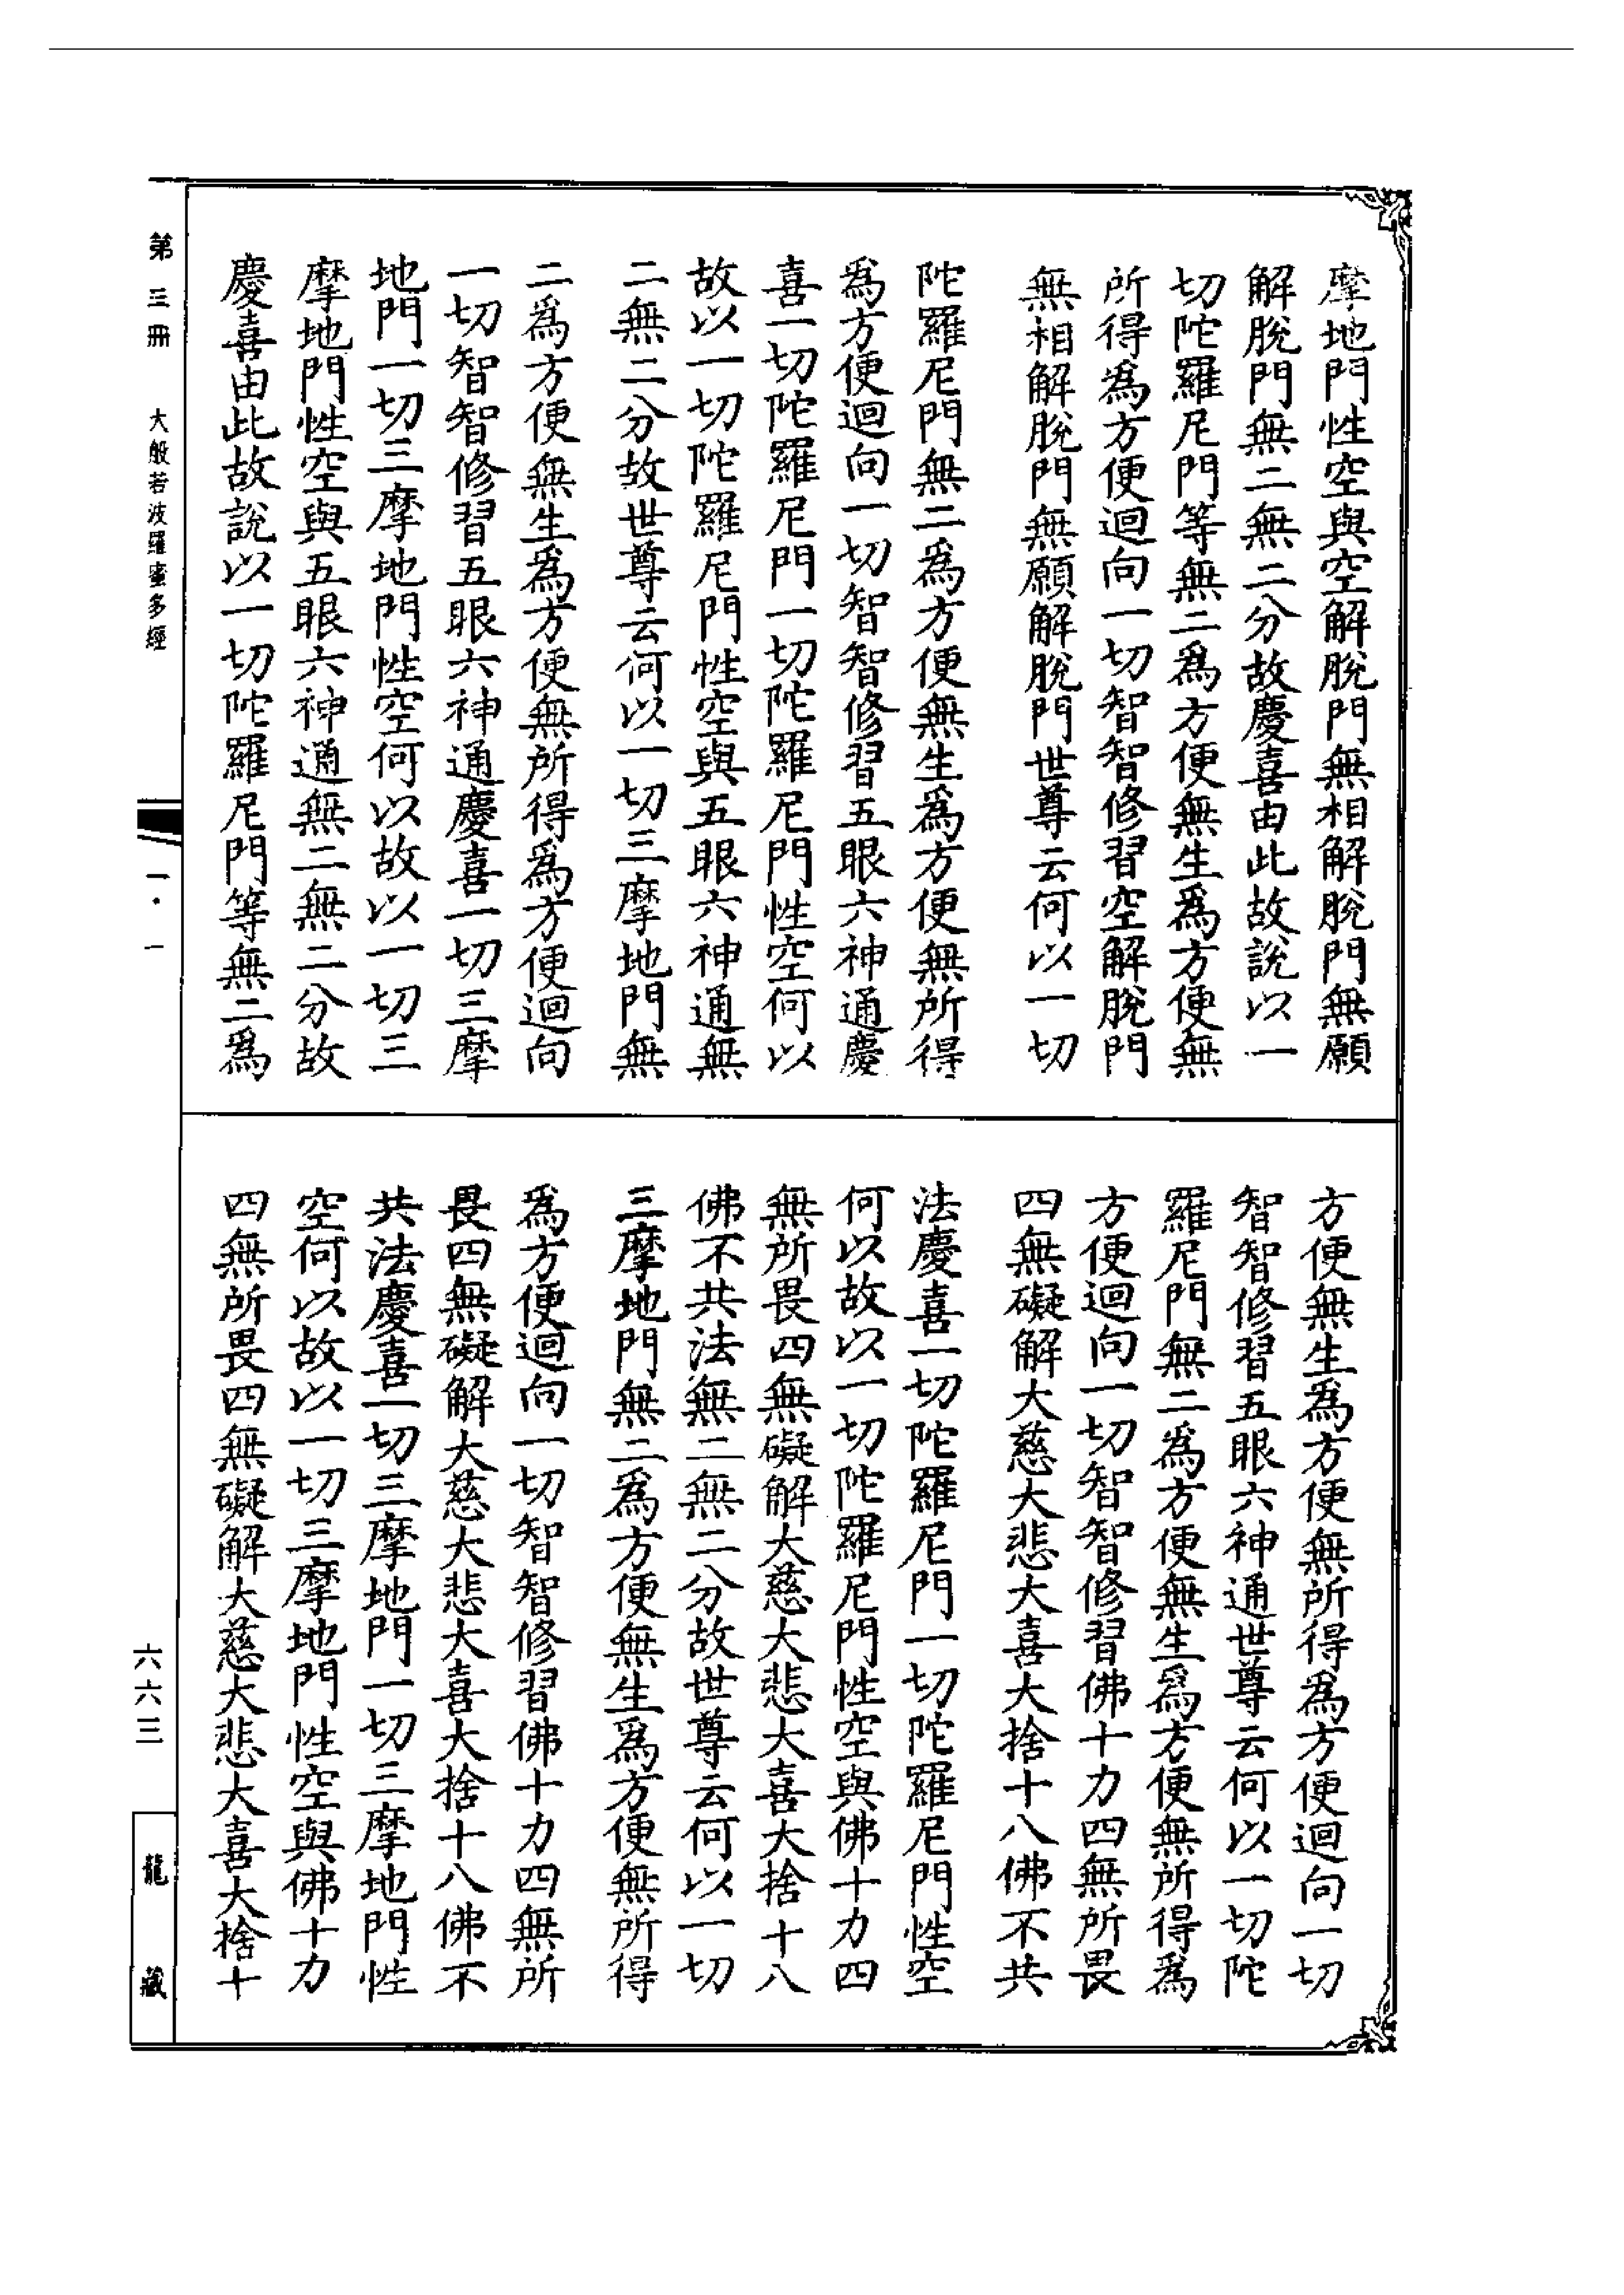 摩地門性空與空解脫門無相解脫門無願
解脫門無二無二分故慶喜由此故說以一
切陀羅尼門等無二為方便無生為方便無
所得為方便迴向一切智智修習空解脫門
無相解脫門無願解脫門世尊云何以一切
陀羅尼門無二為方便無生為方便無所得
為方便迴向一切智智修習五眼六神通慶
喜一切陀羅尼門一切陀羅尼門性空何以
故以一切陀羅尼門性空與五眼六神通無
二無二分故世尊云何以一切三摩地門無
二為方便無生為方便無所得為方便迴向
一切智智修習五眼六神通慶喜一切三摩
地門一切三摩地門性空何以故以一切三
摩地門性空與五眼六神通無二無二分故
慶喜由此故說以一切陀羅尼門等無二為
方便無生為方便無所得為方便迴向一切
智智修習五眼六神通世尊云何以一切陀
羅尼門無二為方便無生為方便無所得為
方便迴向一切智智修習佛十力四無所畏
四無礙解大慈大悲大喜大捨十八佛不共
法慶喜一切陀羅尼門一切陀羅尼門性空
何以故以一切陀羅尼門性空與佛十力四
無所畏四無礙解大慈大悲大喜大捨十八
佛不共法無二無二分故世尊云何以一切
三摩地門無二為方便無生為方便無所得
為方便迴向一切智智修習佛十力四無所
畏四無礙解大慈大悲大喜大捨十八佛不
共法慶喜一切三摩地門一切三摩地門性
空何以故以一切三摩地門性空與佛十力
四無所畏四無礙解大慈大悲大喜大捨十
第三冊 大般若波羅蜜多經
一·一
六六三
龍藏